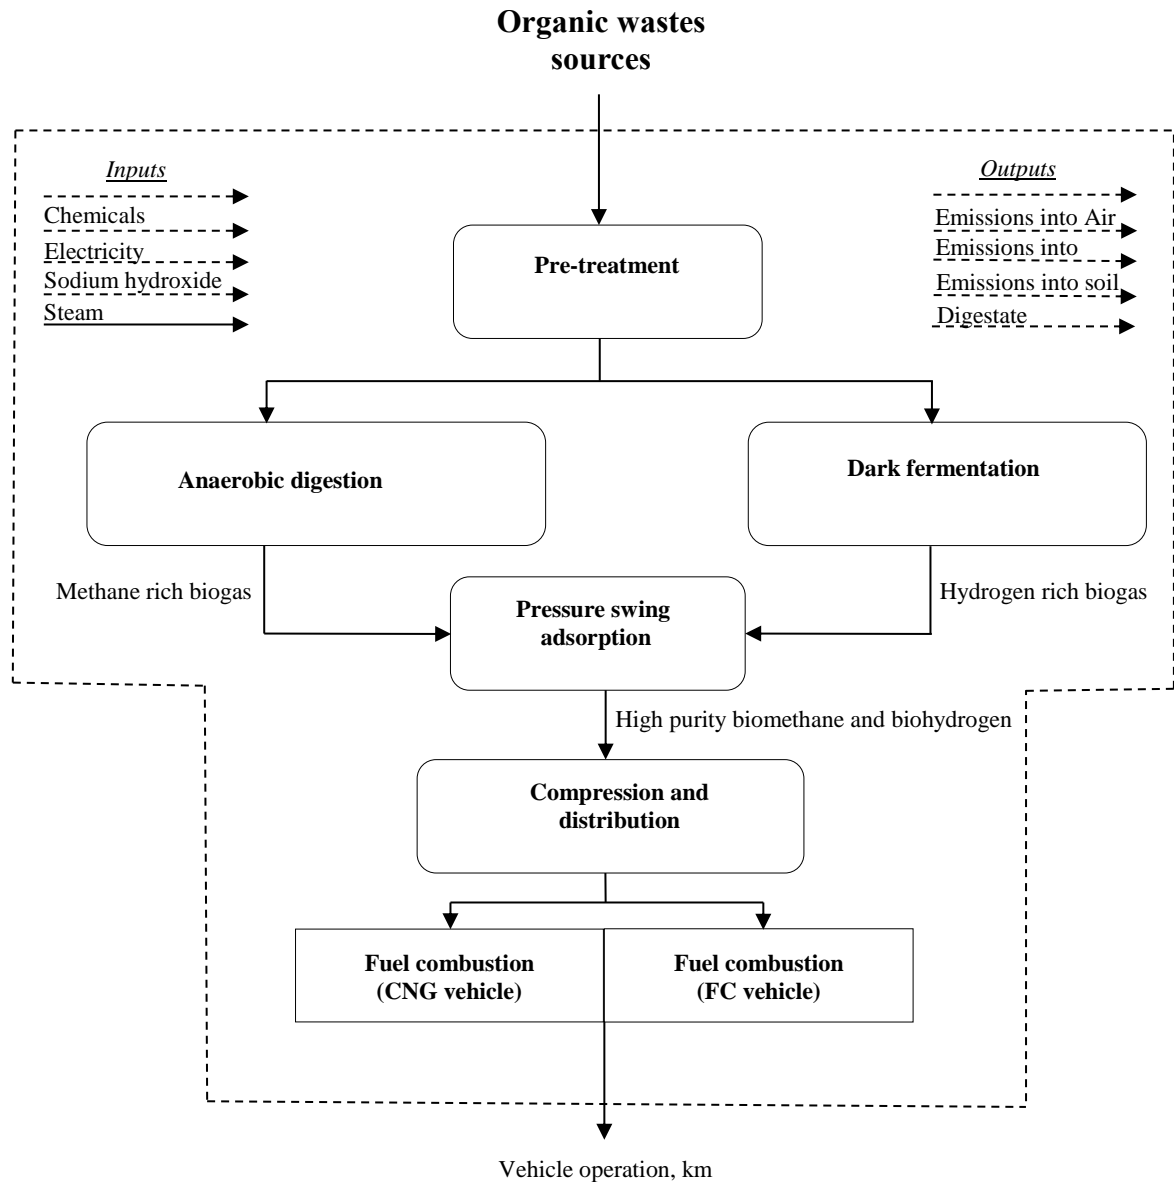 Organic wastes
sources
Inputs
Chemicals
Electricity
Sodium hydroxide
Steam
Outputs
Emissions into Air
Emissions into
Emissions into soil
Digestate
Pre-treatment
Anaerobic digestion
Dark fermentation
Methane rich biogas
Hydrogen rich biogas
Pressure swing
adsorption
High purity biomethane and biohydrogen
Compression and
distribution
Fuel combustion
(CNG vehicle)
Fuel combustion
(FC vehicle)
Vehicle operation, km